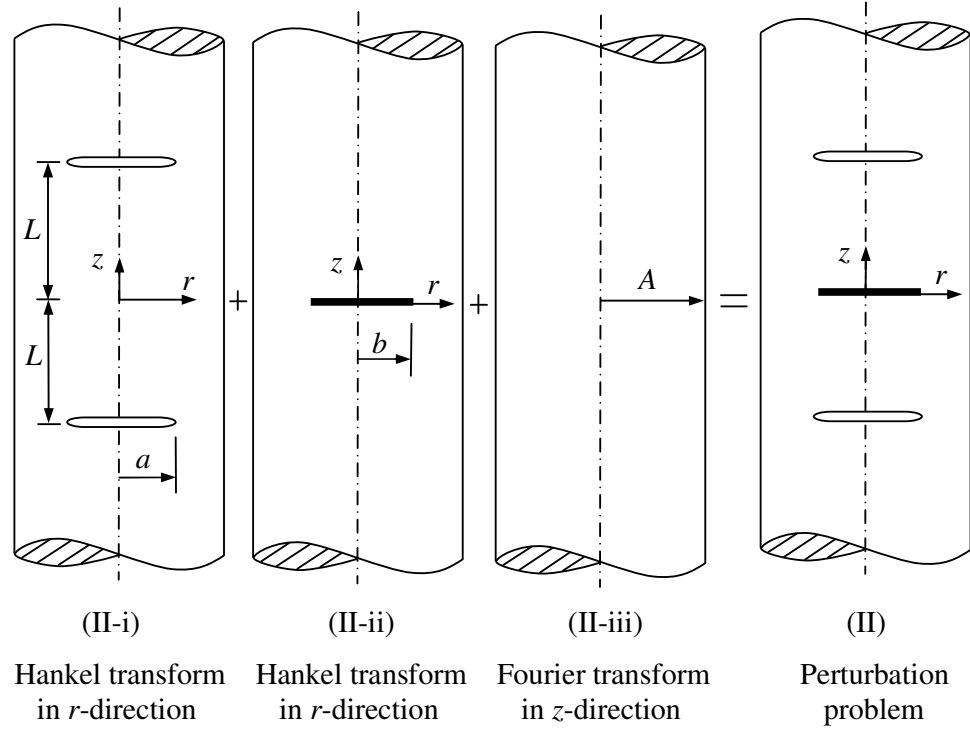 L
z
r
L
a
+
z
r
b
+
A
=
z
r
(II-i)
Hankel transform
in r-direction
(II-ii)
Hankel transform
in r-direction
(II-iii)
Fourier transform
in z-direction
(II)
Perturbation
problem